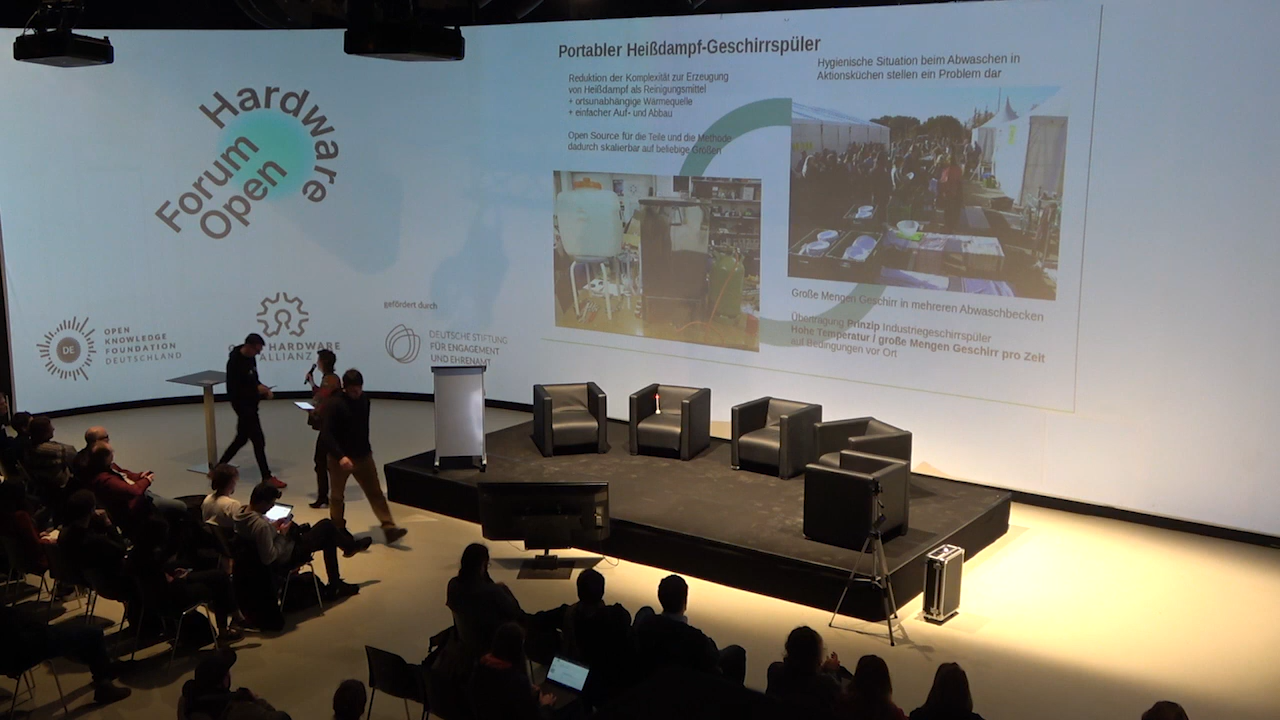 Hardware
Forum
Open
OPEN
KNOWLEDGE
FOUNDATION
DEUTSCHLAND
DE
OPEN HARDWARE
ALLIANZ
gefördert durch
DEUTSCHE STIFTUNG
FÜR ENGAGEMENT
UND EHRENAMT
Portabler Heißdampf-Geschirrspüler
Reduktion der Komplexität zur Erzeugung
von Heißdampf als Reinigungsmittel
+ ortsunabhängige Wärmequelle
+ einfacher Auf- und Abbau
Open Source für die Teile und die Methode
dadurch skalierbar auf beliebige Größen
Hygienische Situation beim Abwaschen in
Aktionsküchen stellen ein Problem dar
Große Mengen Geschirr in mehreren Abwaschbecken
Übertragung Prinzip Industriegeschirrspüler
Hohe Temperatur / große Mengen Geschirr pro Zeit
auf Bedingungen vor Ort